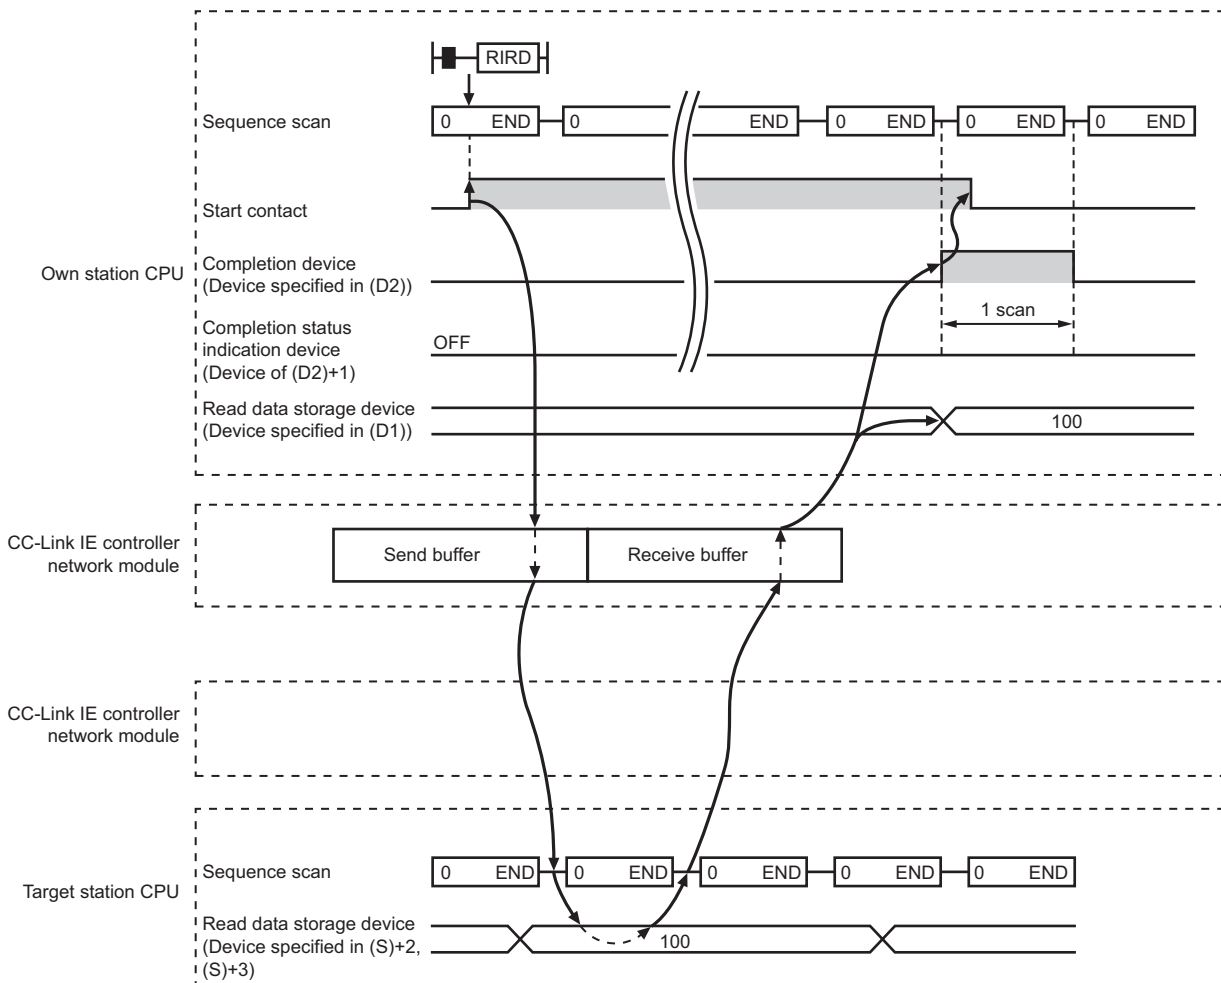 RIRD
Sequence scan
0 END 0 END 0 END 0 END 0 END
Start contact
Own station CPU
Completion device
(Device specified in (D2))
1 scan
Completion status
indication device
(Device of (D2)+1)
OFF
Read data storage device
(Device specified in (D1))
100
CC-Link IE controller
network module
Send buffer
Receive buffer
CC-Link IE controller
network module
Target station CPU
Sequence scan
0 END 0 END 0 END 0 END 0 END
Read data storage device
(Device specified in (S)+2,
(S)+3)
100